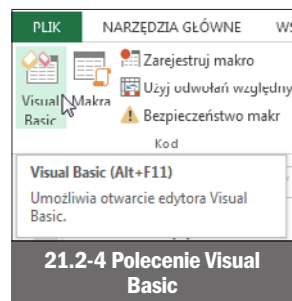 PLIK NARZĘDZIA GŁÓWNE WS
Zarejestruj makro
Użyj odwołań względny
Visual Basic Makra
Bezpieczeństwo makr
Kod
Visual Basic (Alt+F11)
Umożliwia otwarcie edytora Visual
Basic.
21.2-4 Polecenie Visual
Basic